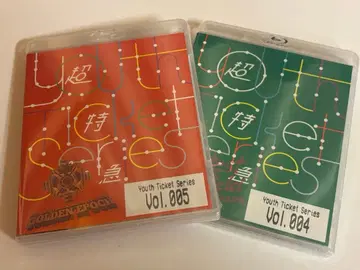 youth
ticket
series
超
特
急
GOLDEN EPOCH
Youth Ticket Series
Vol.005
youth
ticket
series
超
特
急
Youth Ticket Series
Vol.004